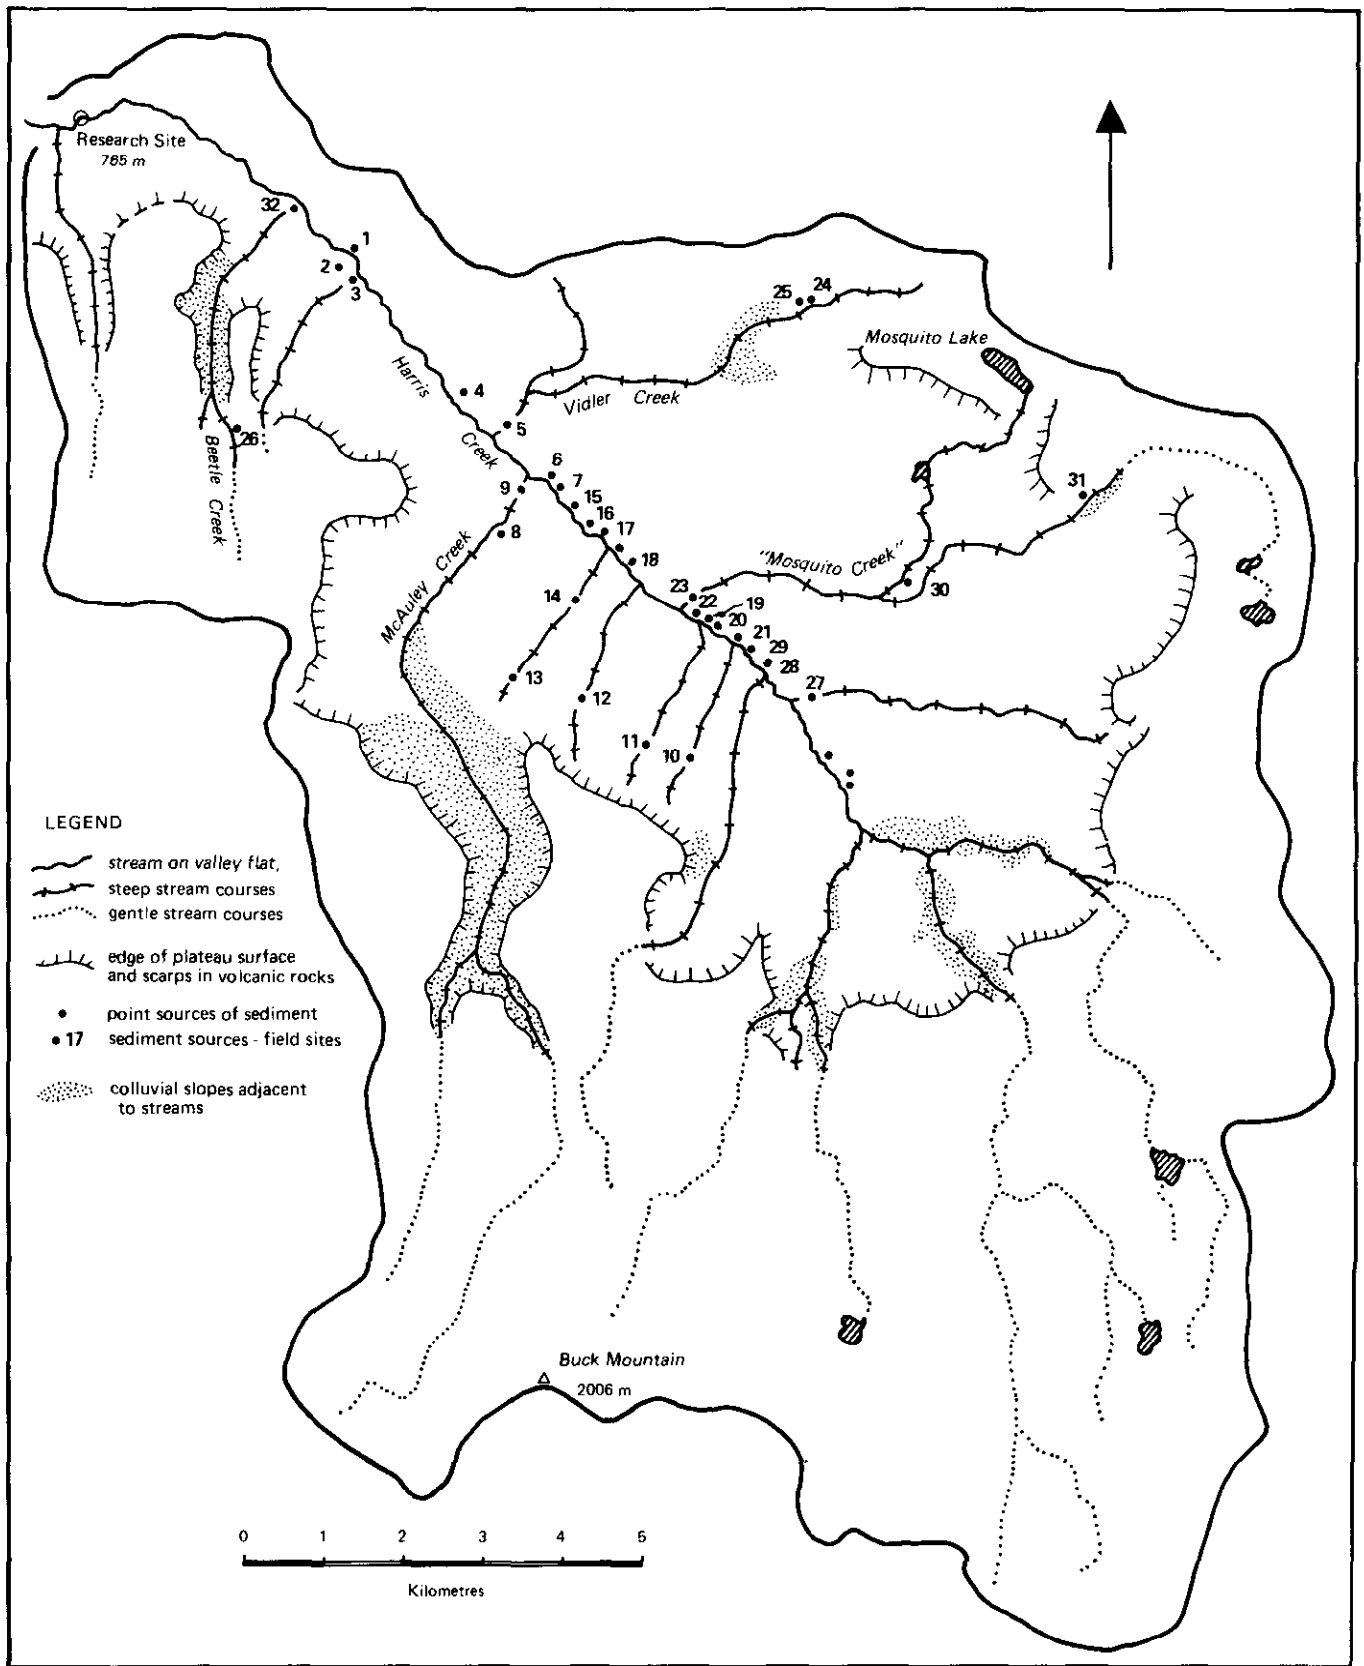 Research Site
765 m
32
1
2
3
25
24
Mosquito Lake
Harris
Creek
4
Vidler Creek
5
26
Beetle Creek
6
7
9
15
16
8
17
18
31
McAuley Creek
"Mosquito Creek"
14
23
22
19
20
21
29
28
30
13
12
27
11
10
LEGEND
stream on valley flat,
steep stream courses
gentle stream courses
edge of plateau surface
and scarps in volcanic rocks
point sources of sediment
17 sediment sources - field sites
colluvial slopes adjacent
to streams
Buck Mountain
2006 m
0 1 2 3 4 5
Kilometres